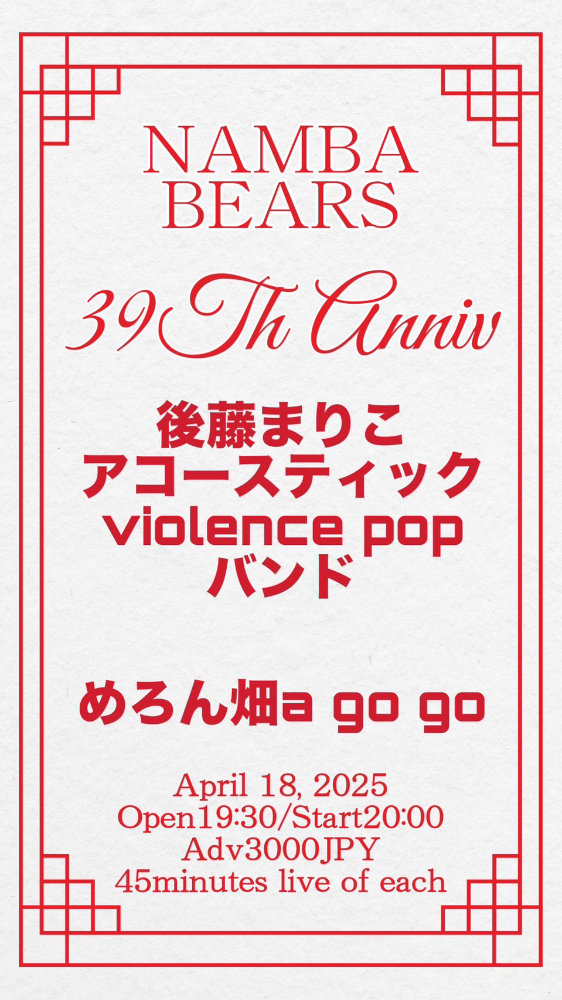 NAMBA
BEARS
39Th Anniv
後藤まりこ
アコースティック
violence pop
バンド
めろん畑a go go
April 18, 2025
Open19:30/Start20:00
Adv3000JPY
45minutes live of each